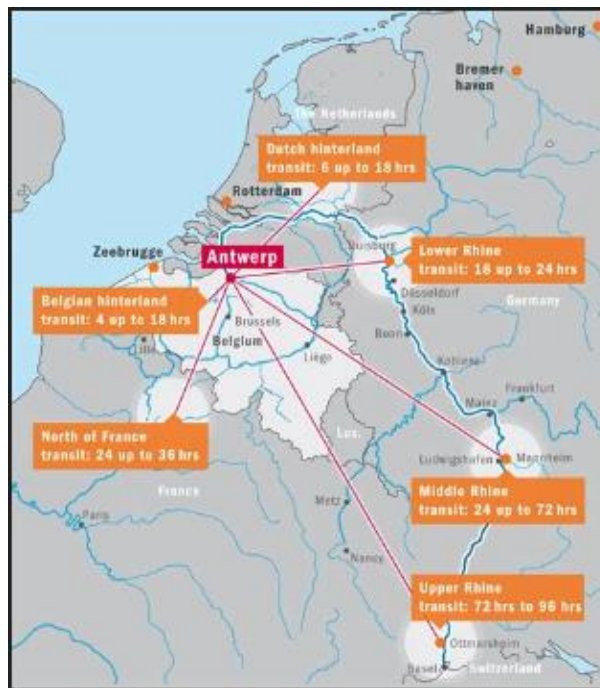 Hamburg
Bremer
haven
The Netherlands
Dutch hinterland
transit: 6 up to 18 hrs
Rotterdam
Zeebrugge
Antwerp
Duisburg
Lower Rhine
transit: 18 up to 24 hrs
Düsseldorf
Köln
Germany
Belgian hinterland
transit: 4 up to 18 hrs
Brussels
Belgium
Bonn
Lille
Liège
Koblenz
Frankfurt
Mainz
North of France
transit: 24 up to 36 hrs
Lux.
Ludwigshafen
Mannheim
Middle Rhine
transit: 24 up to 72 hrs
France
Metz
Paris
Nancy
Upper Rhine
transit: 72 hrs to 96 hrs
Ottmarsheim
Basel
Switzerland